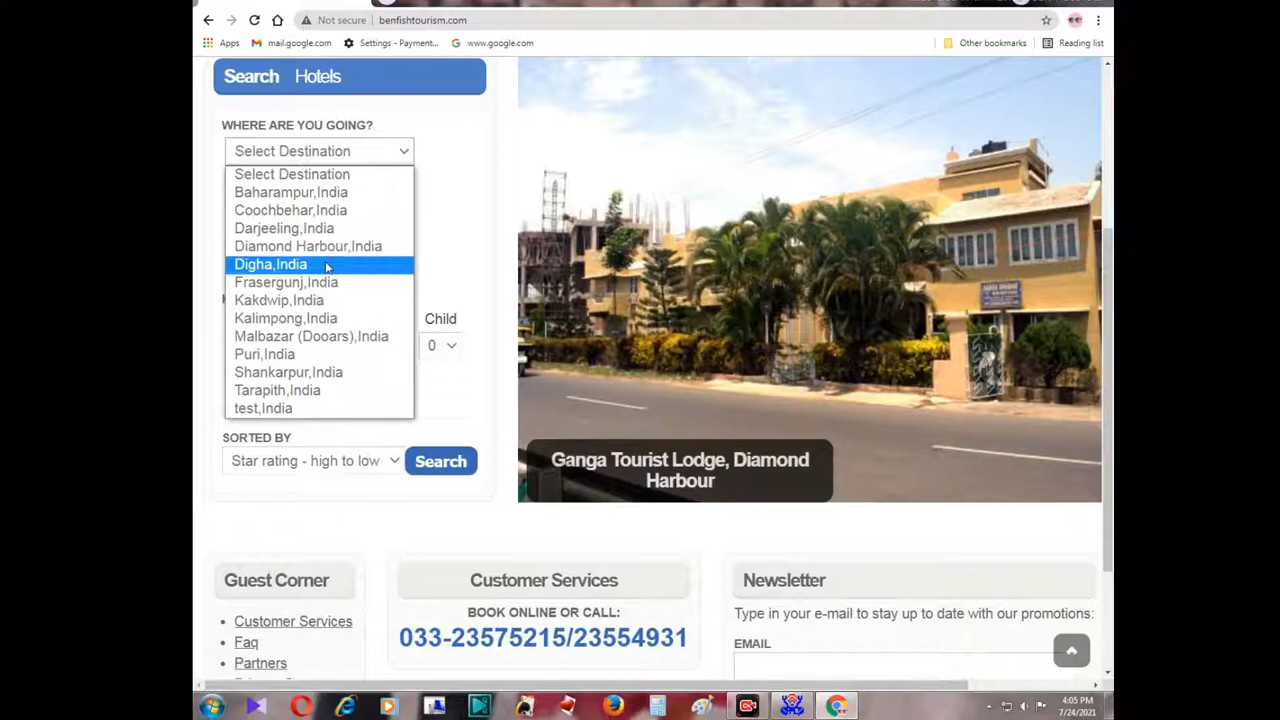 Not secure
benfishtourism.com
Apps
mail.google.com
Settings - Payment...
www.google.com
Other bookmarks
Reading list
Search Hotels
WHERE ARE YOU GOING?
Select Destination
Select Destination
Baharampur,India
Coochbehar,India
Darjeeling,India
Diamond Harbour,India
Digha,India
Frasergunj,India
Kakdwip,India
Kalimpong,India
Malbazar (Dooars),India
Puri,India
Shankarpur,India
Tarapith,India
test,India
Child
0
SORTED BY
Star rating - high to low
Search
Ganga Tourist Lodge, Diamond
Harbour
Guest Corner
Customer Services
Faq
Partners
Customer Services
BOOK ONLINE OR CALL:
033-23575215/23554931
Newsletter
Type in your e-mail to stay up to date with our promotions:
EMAIL
4:05 PM
7/24/2021